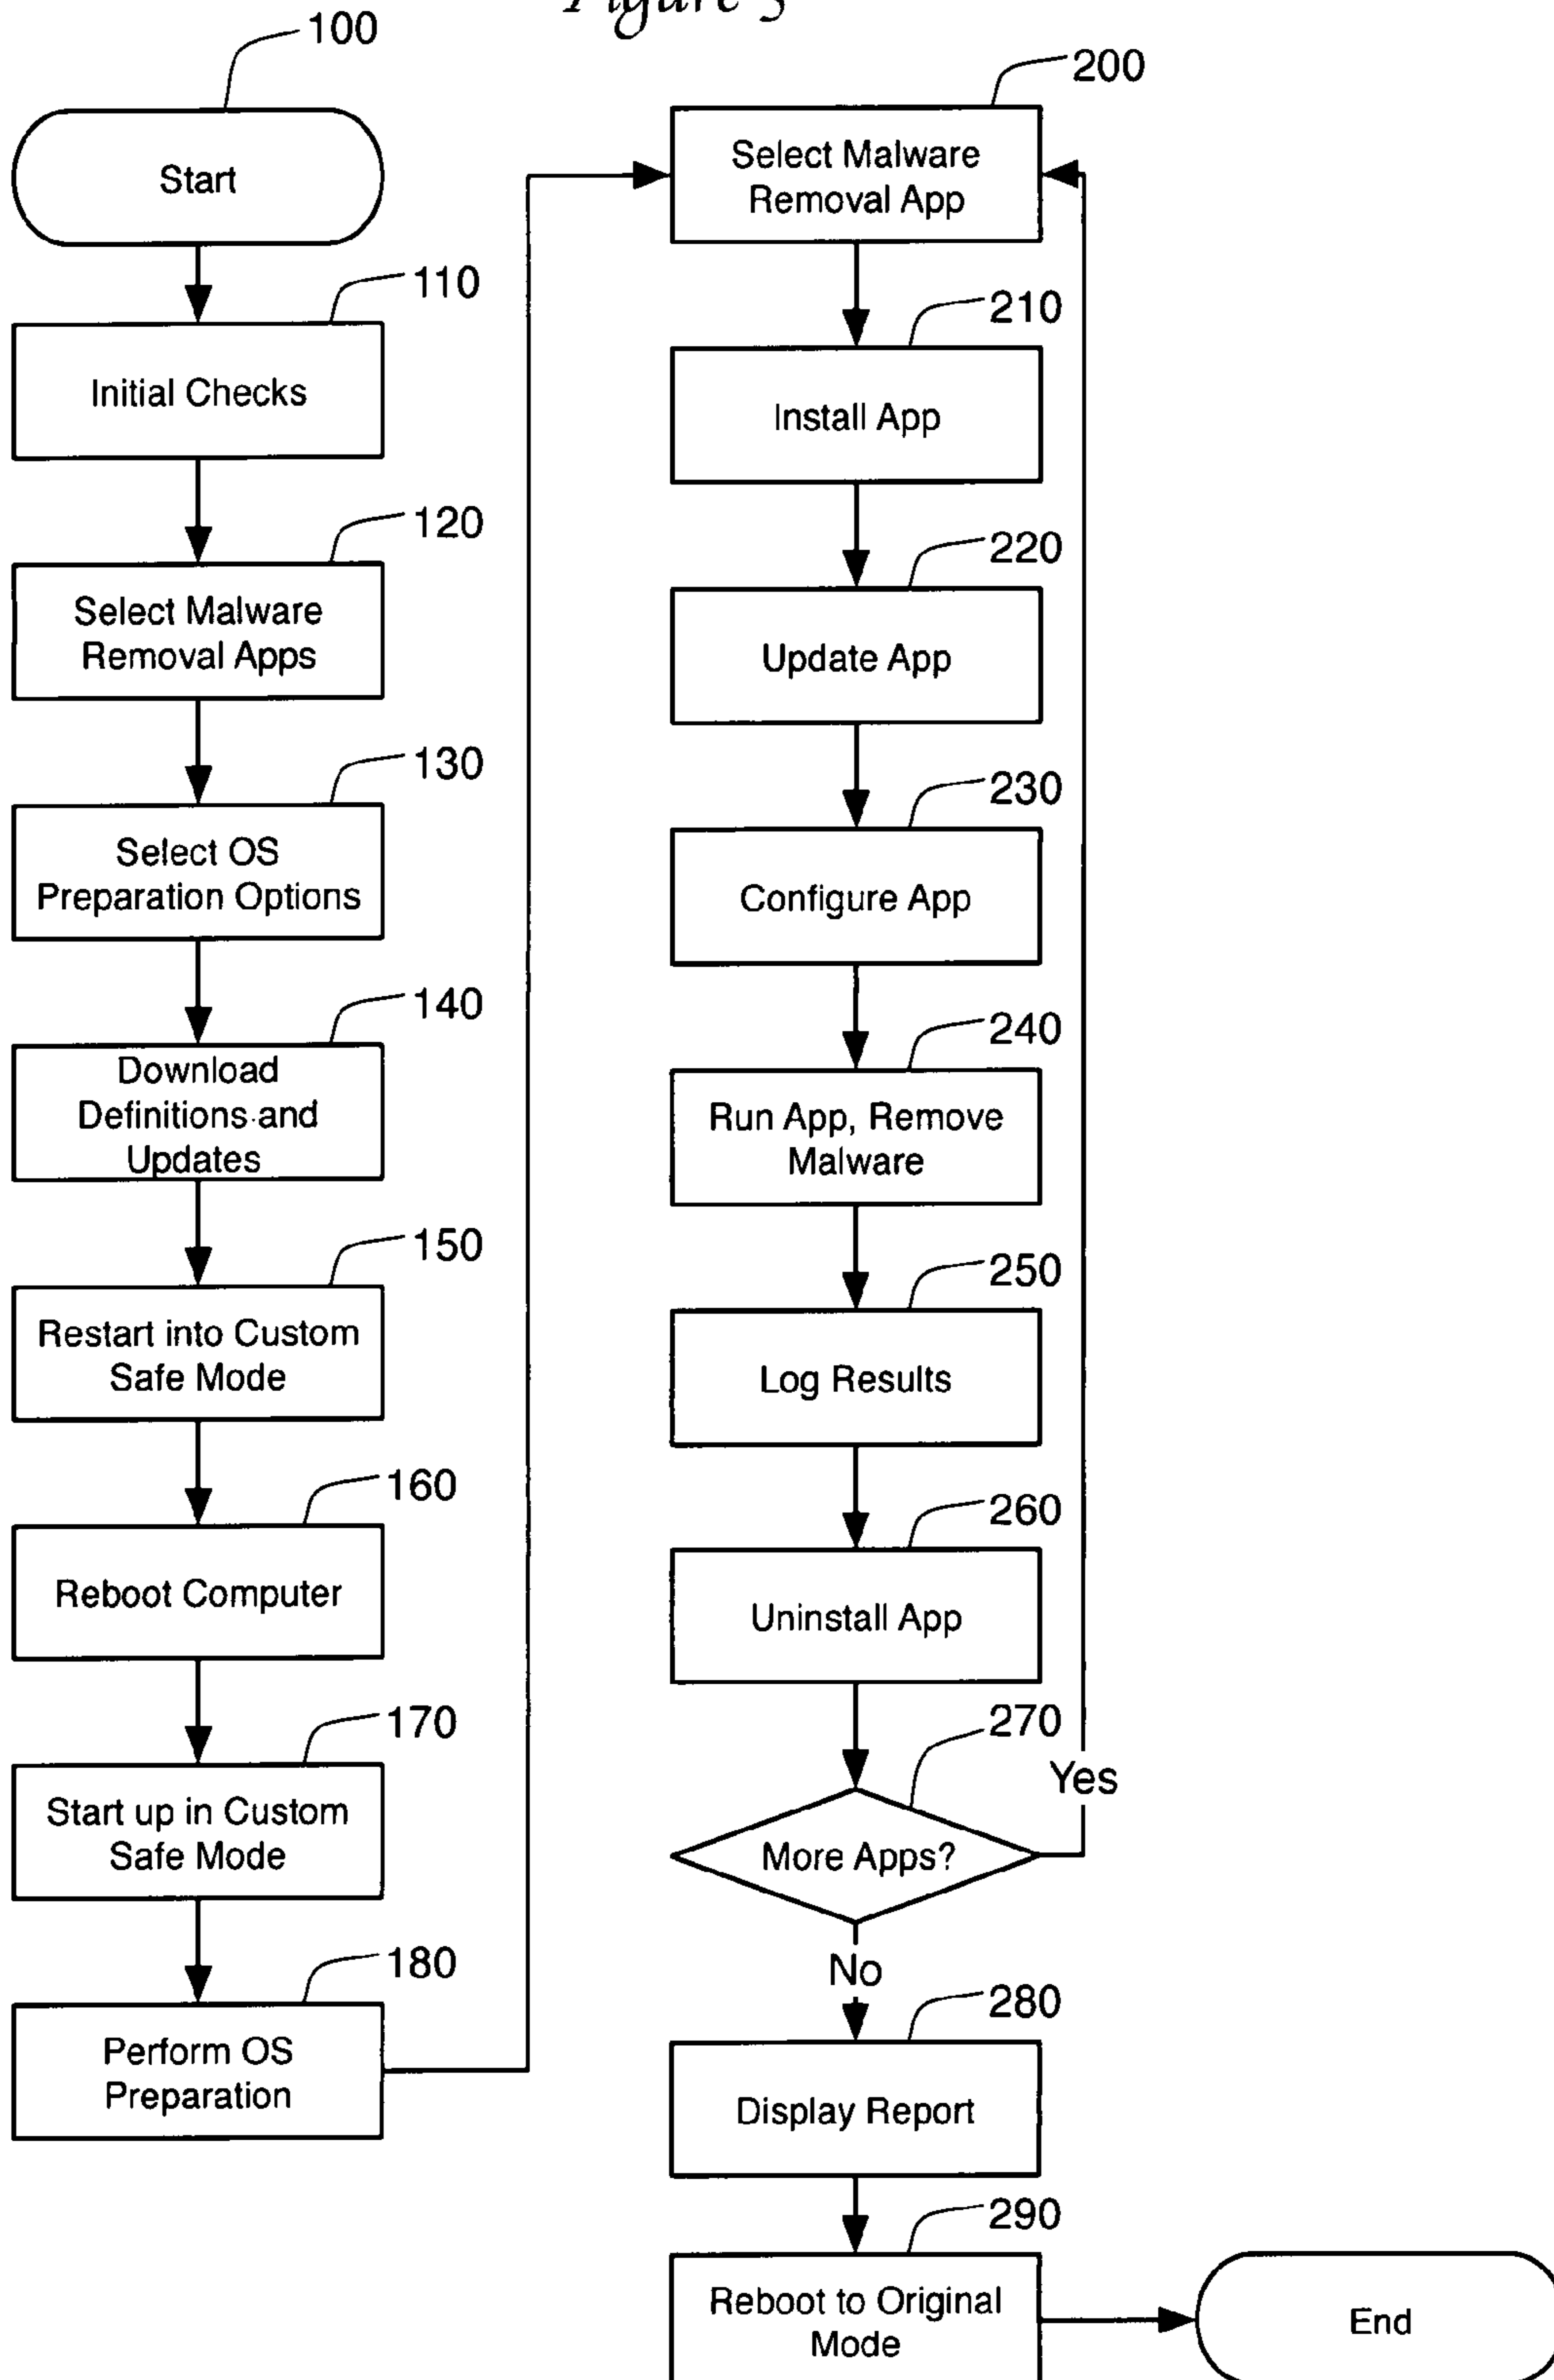 Figure 3
100
Start
110
Initial Checks
120
Select Malware
Removal Apps
130
Select OS
Preparation Options
140
Download
Definitions and
Updates
150
Restart into Custom
Safe Mode
160
Reboot Computer
170
Start up in Custom
Safe Mode
180
Perform OS
Preparation
200
Select Malware
Removal App
210
Install App
220
Update App
230
Configure App
240
Run App, Remove
Malware
250
Log Results
260
Uninstall App
270
More Apps?
Yes
No
280
Display Report
290
Reboot to Original
Mode
End